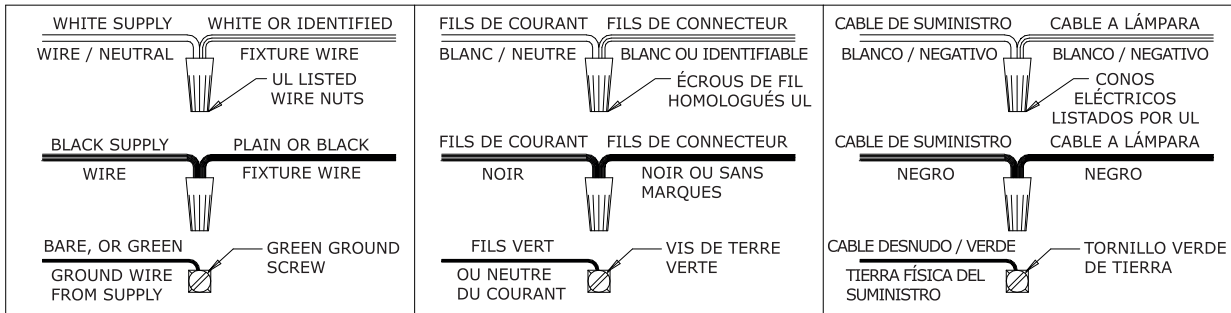 WHITE SUPPLY WHITE OR IDENTIFIED
WIRE / NEUTRAL FIXTURE WIRE
UL LISTED
WIRE NUTS
BLACK SUPPLY PLAIN OR BLACK
WIRE FIXTURE WIRE
BARE, OR GREEN
GROUND WIRE
FROM SUPPLY
GREEN GROUND
SCREW
FILS DE COURANT FILS DE CONNECTEUR
BLANC / NEUTRE BLANC OU IDENTIFIABLE
ÉCROUS DE FIL
HOMOLOGUÉS UL
FILS DE COURANT FILS DE CONNECTEUR
NOIR NOIR OU SANS
MARQUES
FILS VERT
OU NEUTRE
DU COURANT
VIS DE TERRE
VERTE
CABLE DE SUMINISTRO CABLE A LÁMPARA
BLANCO / NEGATIVO BLANCO / NEGATIVO
CONOS
ELÉCTRICOS
LISTADOS POR UL
CABLE DE SUMINISTRO CABLE A LÁMPARA
NEGRO NEGRO
CABLE DESNUDO / VERDE
TIERRA FÍSICA DEL
SUMINISTRO
TORNILLO VERDE
DE TIERRA